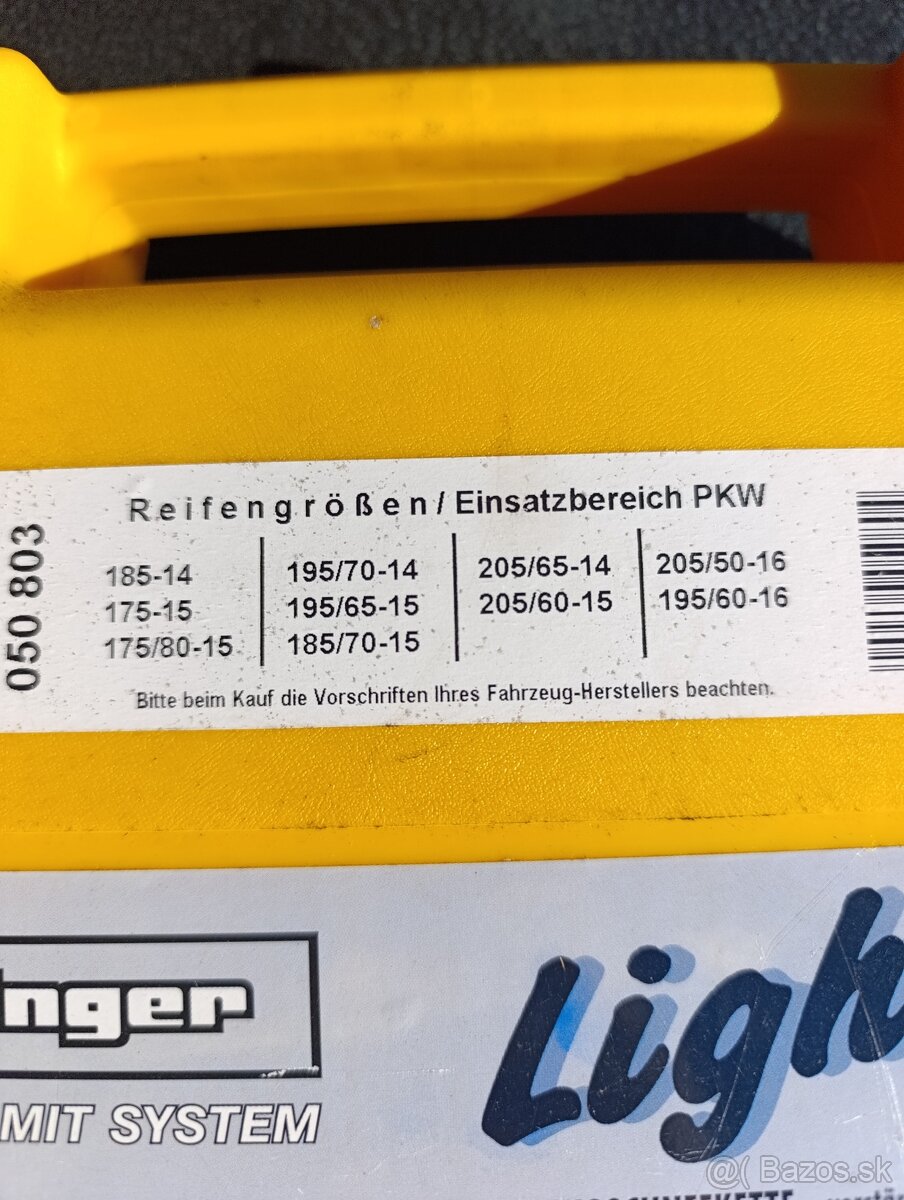 050 803
Reifengrößen / Einsatzbereich PKW
185-14
175-15
175/80-15
195/70-14
195/65-15
185/70-15
205/65-14
205/60-15
205/50-16
195/60-16
Bitte beim Kauf die Vorschriften Ihres Fahrzeug-Herstellers beachten.
nger
MIT SYSTEM
Ligh
@( Bazos.sk